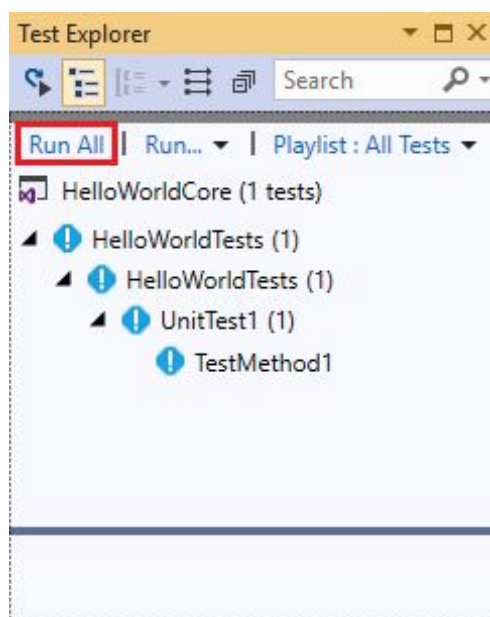 Test Explorer
Search
Run All | Run... | Playlist : All Tests
HelloWorldCore (1 tests)
HelloWorldTests (1)
HelloWorldTests (1)
UnitTest1 (1)
TestMethod1